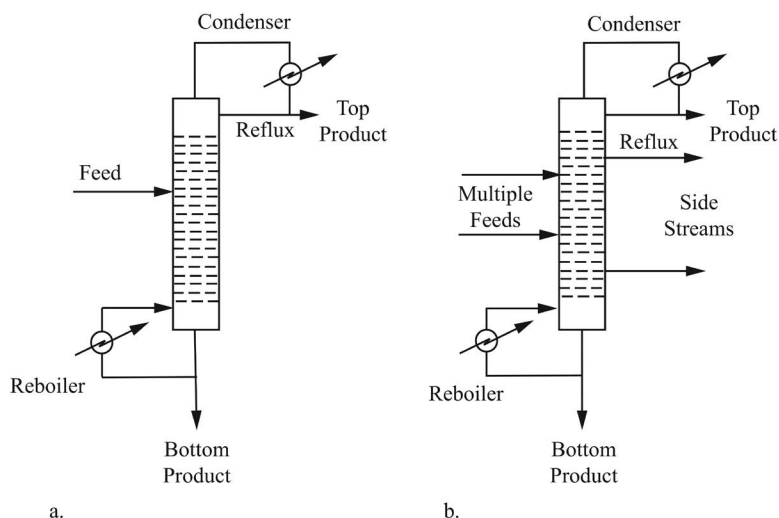 Condenser
Top
Product
Reflux
Feed
Reboiler
Bottom
Product
a.
Condenser
Top
Product
Reflux
Multiple
Feeds
Side
Streams
Reboiler
Bottom
Product
b.